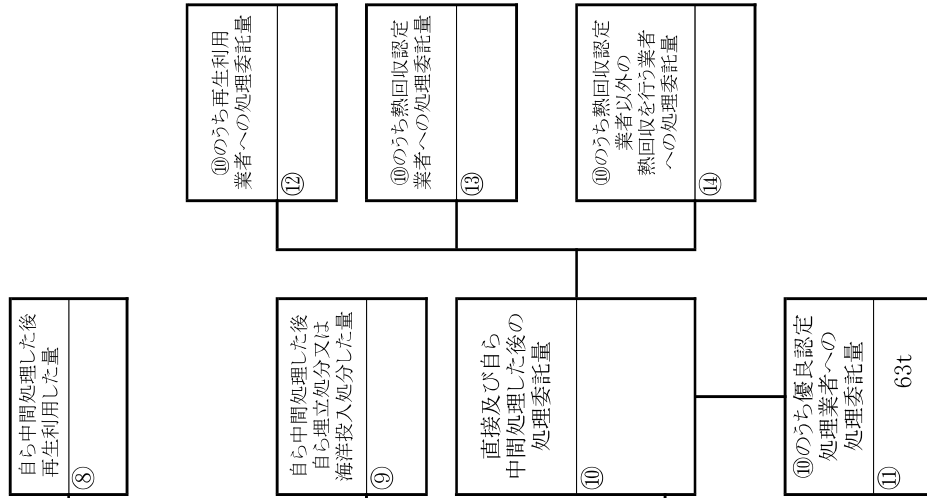 自ら中間処理した後
再生利用した量
⑧
自ら中間処理した後
自ら埋立処分又は
海洋投入処分した量
⑨
直接及び自ら
中間処理した後の
処理委託量
⑩
⑩のうち優良認定
処理業者への
処理委託量
⑪
63t
⑩のうち再生利用
業者への処理委託量
⑫
⑩のうち熱回収認定
業者への処理委託量
⑬
⑩のうち熱回収認定
業者以外の
熱回収を行う業者
への処理委託量
⑭